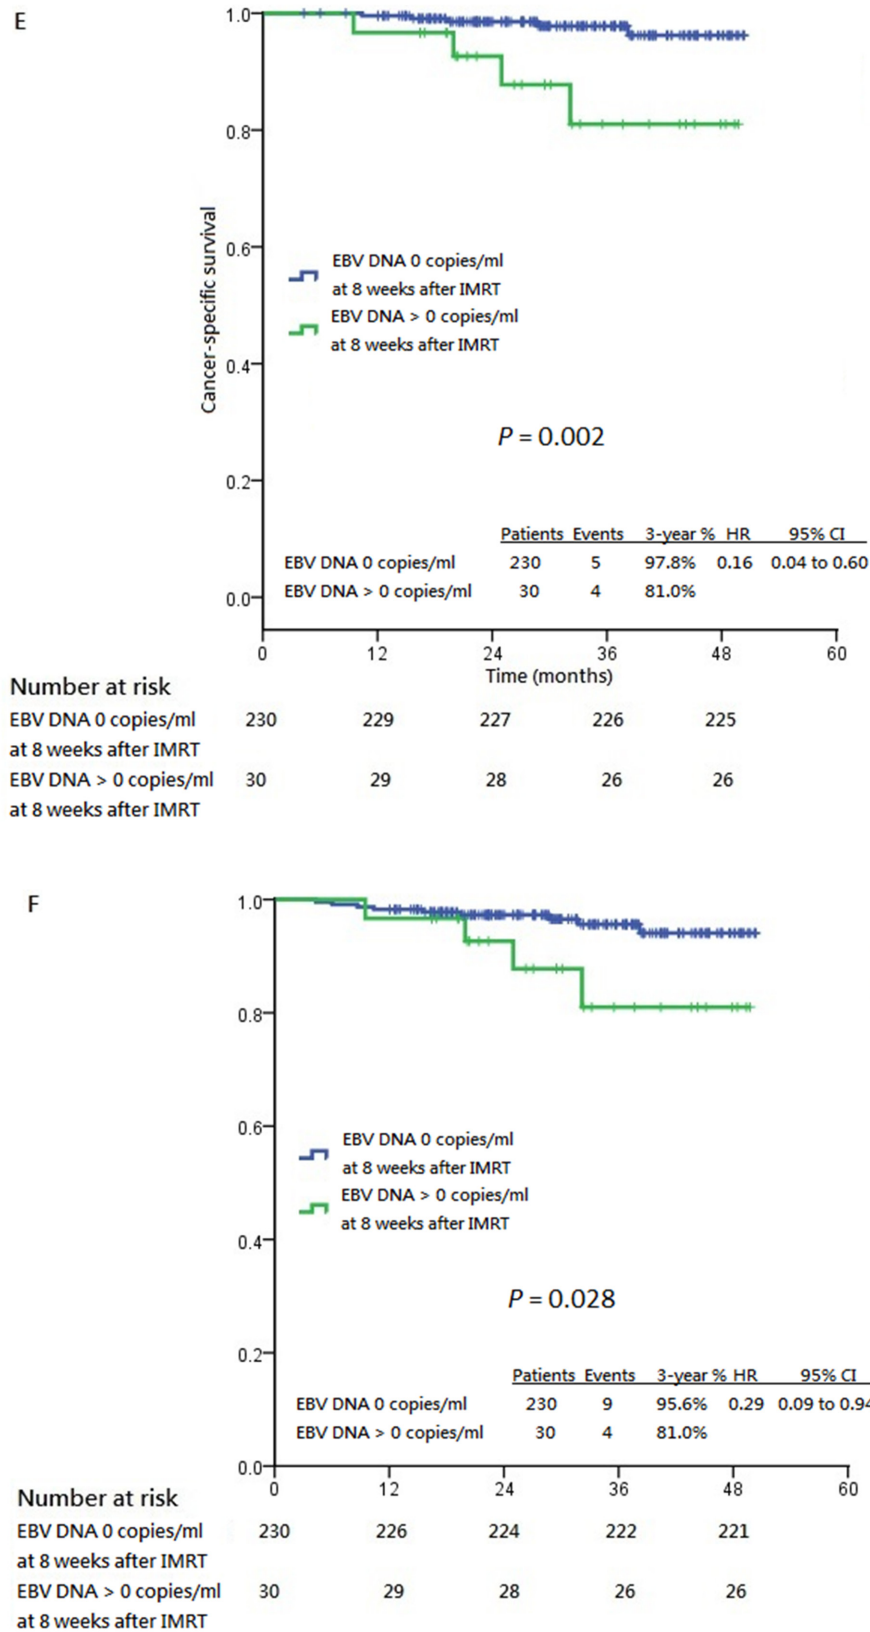 E
1.0
0.8
0.6
0.4
0.2
0.0
Cancer-specific survival
EBV DNA 0 copies/ml
at 8 weeks after IMRT
EBV DNA > 0 copies/ml
at 8 weeks after IMRT
P = 0.002
Patients Events 3-year % HR 95% CI
EBV DNA 0 copies/ml 230 5 97.8% 0.16 0.04 to 0.60
EBV DNA > 0 copies/ml 30 4 81.0%
0 12 24 36 48 60
Time (months)
Number at risk
EBV DNA 0 copies/ml 230 229 227 226 225
at 8 weeks after IMRT
EBV DNA > 0 copies/ml 30 29 28 26 26
at 8 weeks after IMRT
F
1.0
0.8
0.6
0.4
0.2
0.0
EBV DNA 0 copies/ml
at 8 weeks after IMRT
EBV DNA > 0 copies/ml
at 8 weeks after IMRT
P = 0.028
Patients Events 3-year % HR 95% CI
EBV DNA 0 copies/ml 230 9 95.6% 0.29 0.09 to 0.94
EBV DNA > 0 copies/ml 30 4 81.0%
0 12 24 36 48 60
Number at risk
EBV DNA 0 copies/ml 230 226 224 222 221
at 8 weeks after IMRT
EBV DNA > 0 copies/ml 30 29 28 26 26
at 8 weeks after IMRT